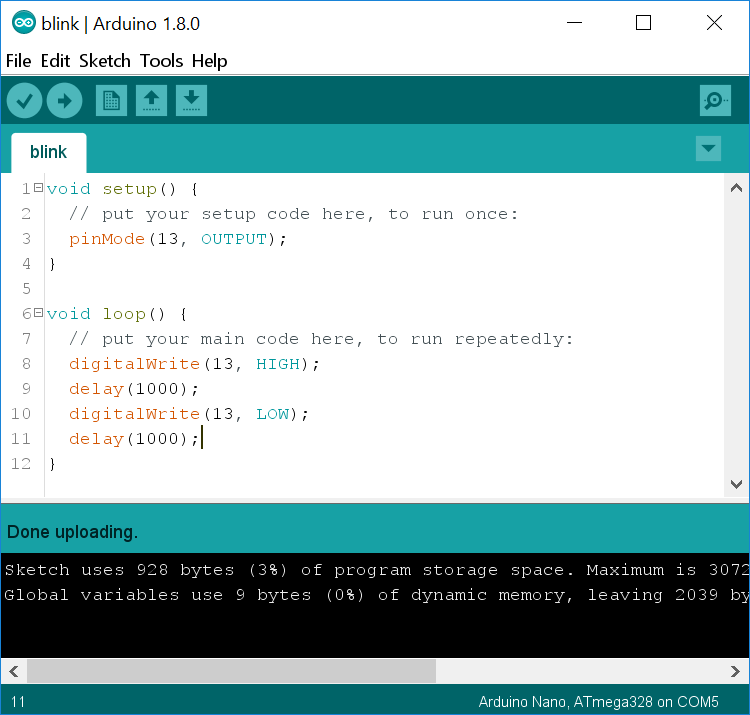 blink | Arduino 1.8.0
File Edit Sketch Tools Help
blink
1 void setup() {
2 // put your setup code here, to run once:
3 pinMode(13, OUTPUT);
4 }
5
6 void loop() {
7 // put your main code here, to run repeatedly:
8 digitalWrite(13, HIGH);
9 delay(1000);
10 digitalWrite(13, LOW);
11 delay(1000);
12 }
Done uploading.
Sketch uses 928 bytes (3%) of program storage space. Maximum is 3072
Global variables use 9 bytes (0%) of dynamic memory, leaving 2039 by
11 Arduino Nano, ATmega328 on COM5